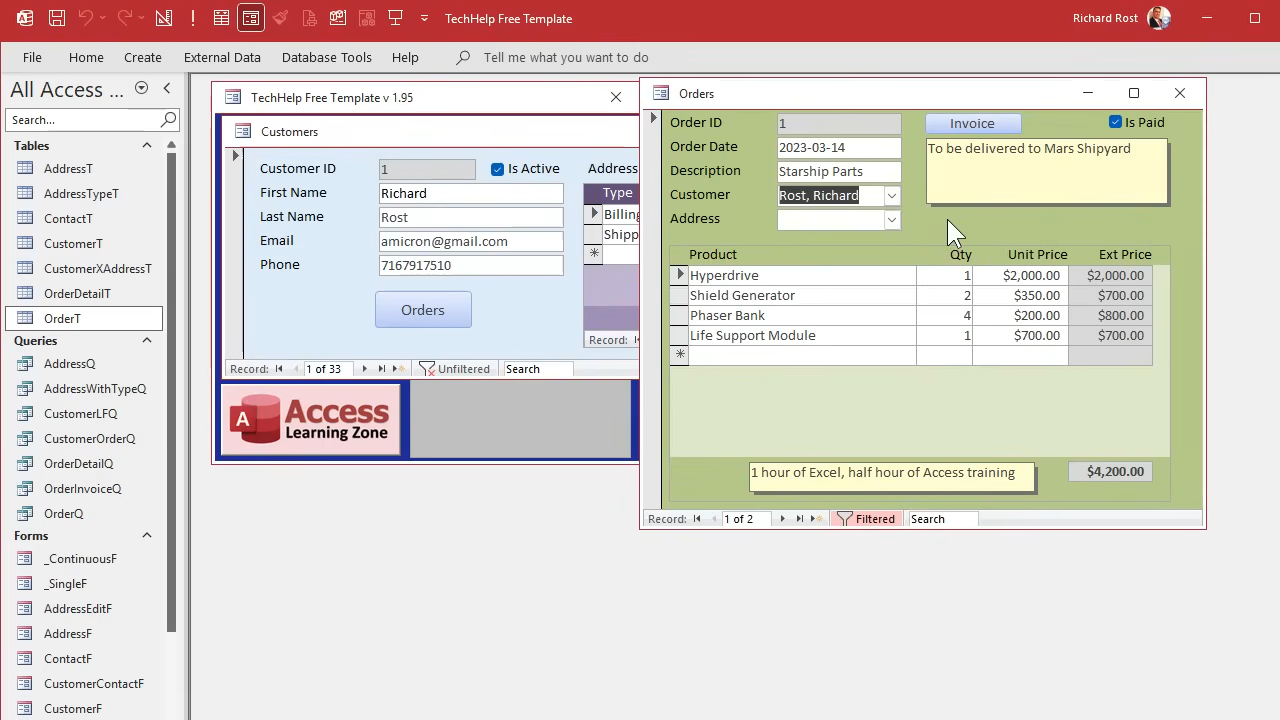 TechHelp Free Template
Richard Rost
File
Home
Create
External Data
Database Tools
Help
Tell me what you want to do
All Access ...
Search...
Tables
AddressT
AddressTypeT
ContactT
CustomerT
CustomerXAddressT
OrderDetailT
OrderT
Queries
AddressQ
AddressWithTypeQ
CustomerLFQ
CustomerOrderQ
OrderDetailQ
OrderInvoiceQ
OrderQ
Forms
_ContinuousF
_SingleF
AddressEditF
AddressF
ContactF
CustomerContactF
CustomerF
TechHelp Free Template v 1.95
Customers
Customer ID 1 Is Active Address
First Name Richard Type
Last Name Rost Billing
Email amicron@gmail.com Shipp
Phone 7167917510
Orders
Record:
Record: 1 of 33 Unfiltered Search
A Access
Learning Zone
Orders
Order ID 1 Invoice Is Paid
Order Date 2023-03-14 To be delivered to Mars Shipyard
Description Starship Parts
Customer Rost, Richard
Address
Product Qty Unit Price Ext Price
Hyperdrive 1 $2,000.00 $2,000.00
Shield Generator 2 $350.00 $700.00
Phaser Bank 4 $200.00 $800.00
Life Support Module 1 $700.00 $700.00
1 hour of Excel, half hour of Access training $4,200.00
Record: 1 of 2 Filtered Search